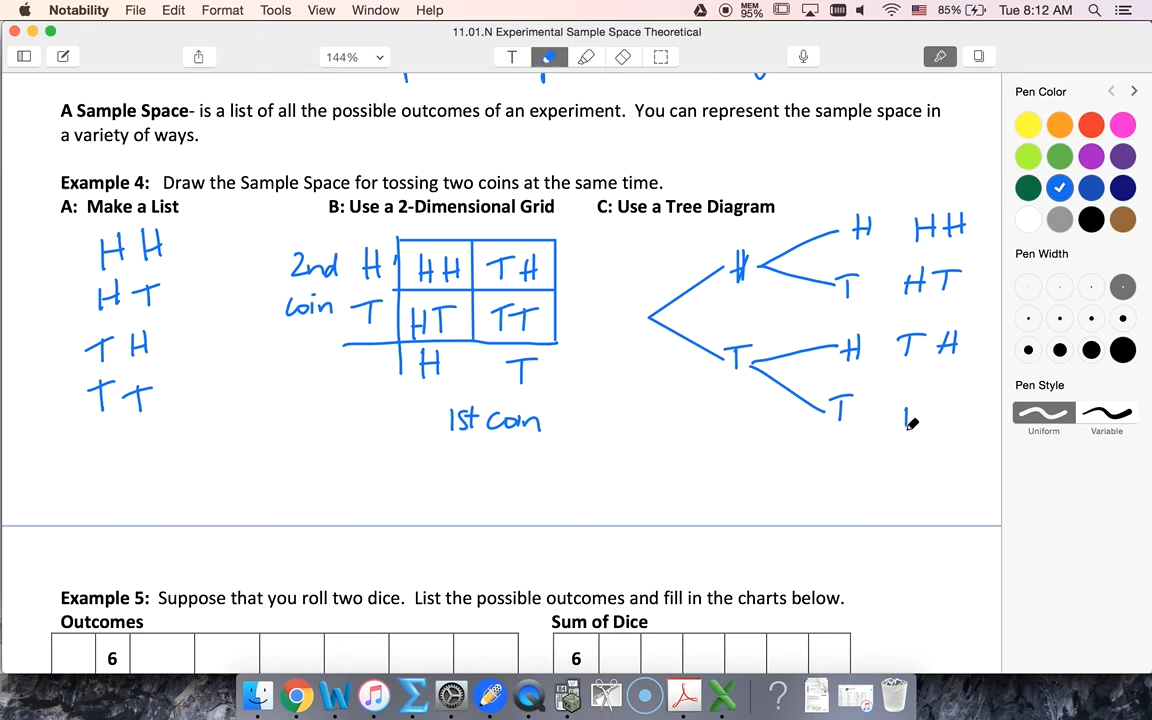 Notability File Edit Format Tools View Window Help MEM 95% 85% Tue 8:12 AM
11.01.N Experimental Sample Space Theoretical
144% T
A Sample Space- is a list of all the possible outcomes of an experiment. You can represent the sample space in
a variety of ways.
Example 4: Draw the Sample Space for tossing two coins at the same time.
A: Make a List B: Use a 2-Dimensional Grid C: Use a Tree Diagram
H H
H T
T H
T T
2nd H HH TH
coin T HT TT
H T
1st coin
H H HH
T HT
T H TH
T
Example 5: Suppose that you roll two dice. List the possible outcomes and fill in the charts below.
Outcomes Sum of Dice
6 6
Pen Color
Pen Width
Pen Style
Uniform Variable